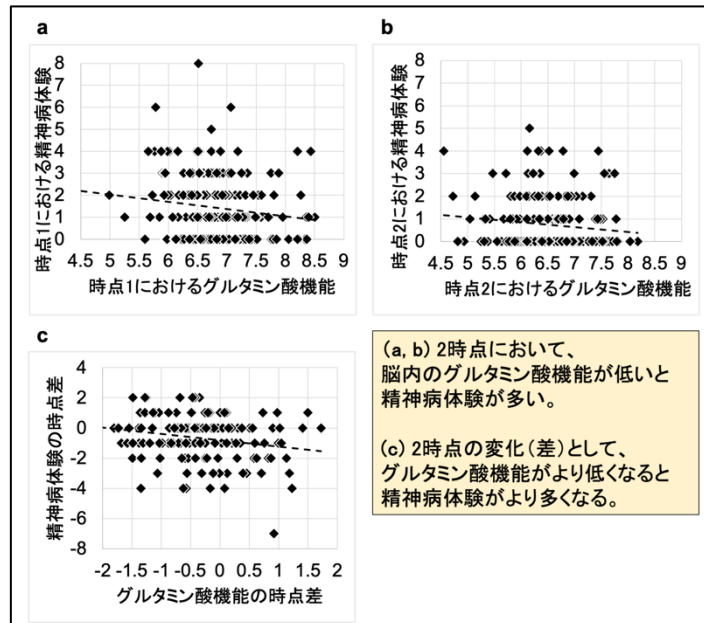 a
8
7
6
5
4
3
2
1
0
時点1における精神病体験
4.5 5 5.5 6 6.5 7 7.5 8 8.5 9
時点1におけるグルタミン酸機能
b
8
7
6
5
4
3
2
1
0
時点2における精神病体験
4.5 5 5.5 6 6.5 7 7.5 8 8.5 9
時点2におけるグルタミン酸機能
c
4
2
0
-2
-4
-6
-8
精神病体験の時点差
-2 -1.5 -1 -0.5 0 0.5 1 1.5 2
グルタミン酸機能の時点差
(a, b) 2時点において、
脳内のグルタミン酸機能が低いと
精神病体験が多い。
(c) 2時点の変化(差)として、
グルタミン酸機能がより低くなると
精神病体験がより多くなる。